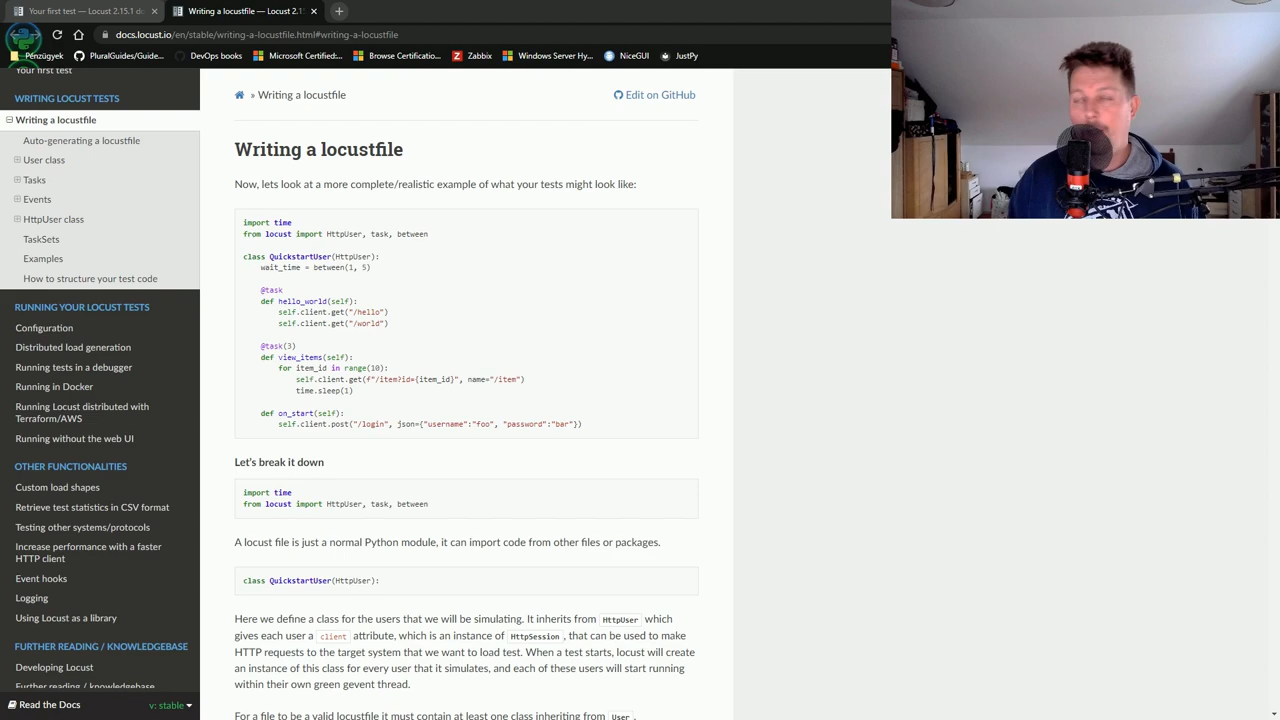 Your first test — Locust 2.15.1 d
Writing a locustfile — Locust 2.1
docs.locust.io/en/stable/writing-a-locustfile.html#writing-a-locustfile
Pénzügyek
PluralGuides/Guide...
DevOps books
Microsoft Certified:...
Browse Certificatio...
Zabbix
Windows Server Hy...
NiceGUI
JustPy
Your first test
WRITING LOCUST TESTS
Writing a locustfile
Auto-generating a locustfile
User class
Tasks
Events
HttpUser class
TaskSets
Examples
How to structure your test code
RUNNING YOUR LOCUST TESTS
Configuration
Distributed load generation
Running tests in a debugger
Running in Docker
Running Locust distributed with
Terraform/AWS
Running without the web UI
OTHER FUNCTIONALITIES
Custom load shapes
Retrieve test statistics in CSV format
Testing other systems/protocols
Increase performance with a faster
HTTP client
Event hooks
Logging
Using Locust as a library
FURTHER READING / KNOWLEDGEBASE
Developing Locust
Further reading / knowledgebase
Read the Docs
v: stable
» Writing a locustfile
Edit on GitHub
Writing a locustfile
Now, lets look at a more complete/realistic example of what your tests might look like:
import time
from locust import HttpUser, task, between
class QuickstartUser(HttpUser):
wait_time = between(1, 5)
@task
def hello_world(self):
self.client.get("/hello")
self.client.get("/world")
@task(3)
def view_items(self):
for item_id in range(10):
self.client.get(f"/item?id={item_id}", name="/item")
time.sleep(1)
def on_start(self):
self.client.post("/login", json={"username":"foo", "password":"bar"})
Let's break it down
import time
from locust import HttpUser, task, between
A locust file is just a normal Python module, it can import code from other files or packages.
class QuickstartUser(HttpUser):
Here we define a class for the users that we will be simulating. It inherits from HttpUser which
gives each user a client attribute, which is an instance of HttpSession, that can be used to make
HTTP requests to the target system that we want to load test. When a test starts, locust will create
an instance of this class for every user that it simulates, and each of these users will start running
within their own green gevent thread.
For a file to be a valid locustfile it must contain at least one class inheriting from User.